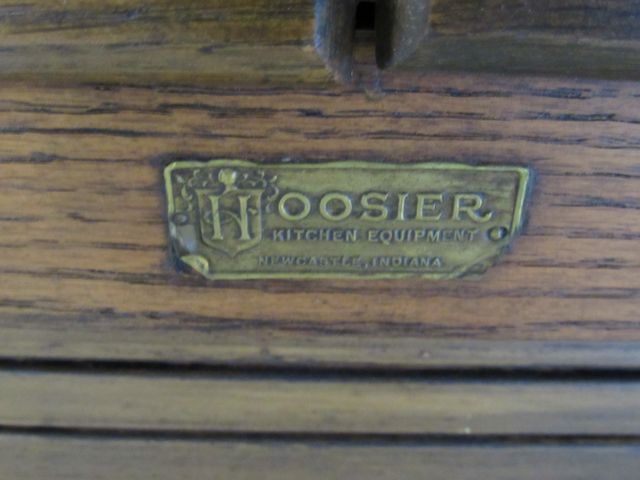 HOOSIER
KITCHEN EQUIPMENT
NEWCASTLE, INDIANA